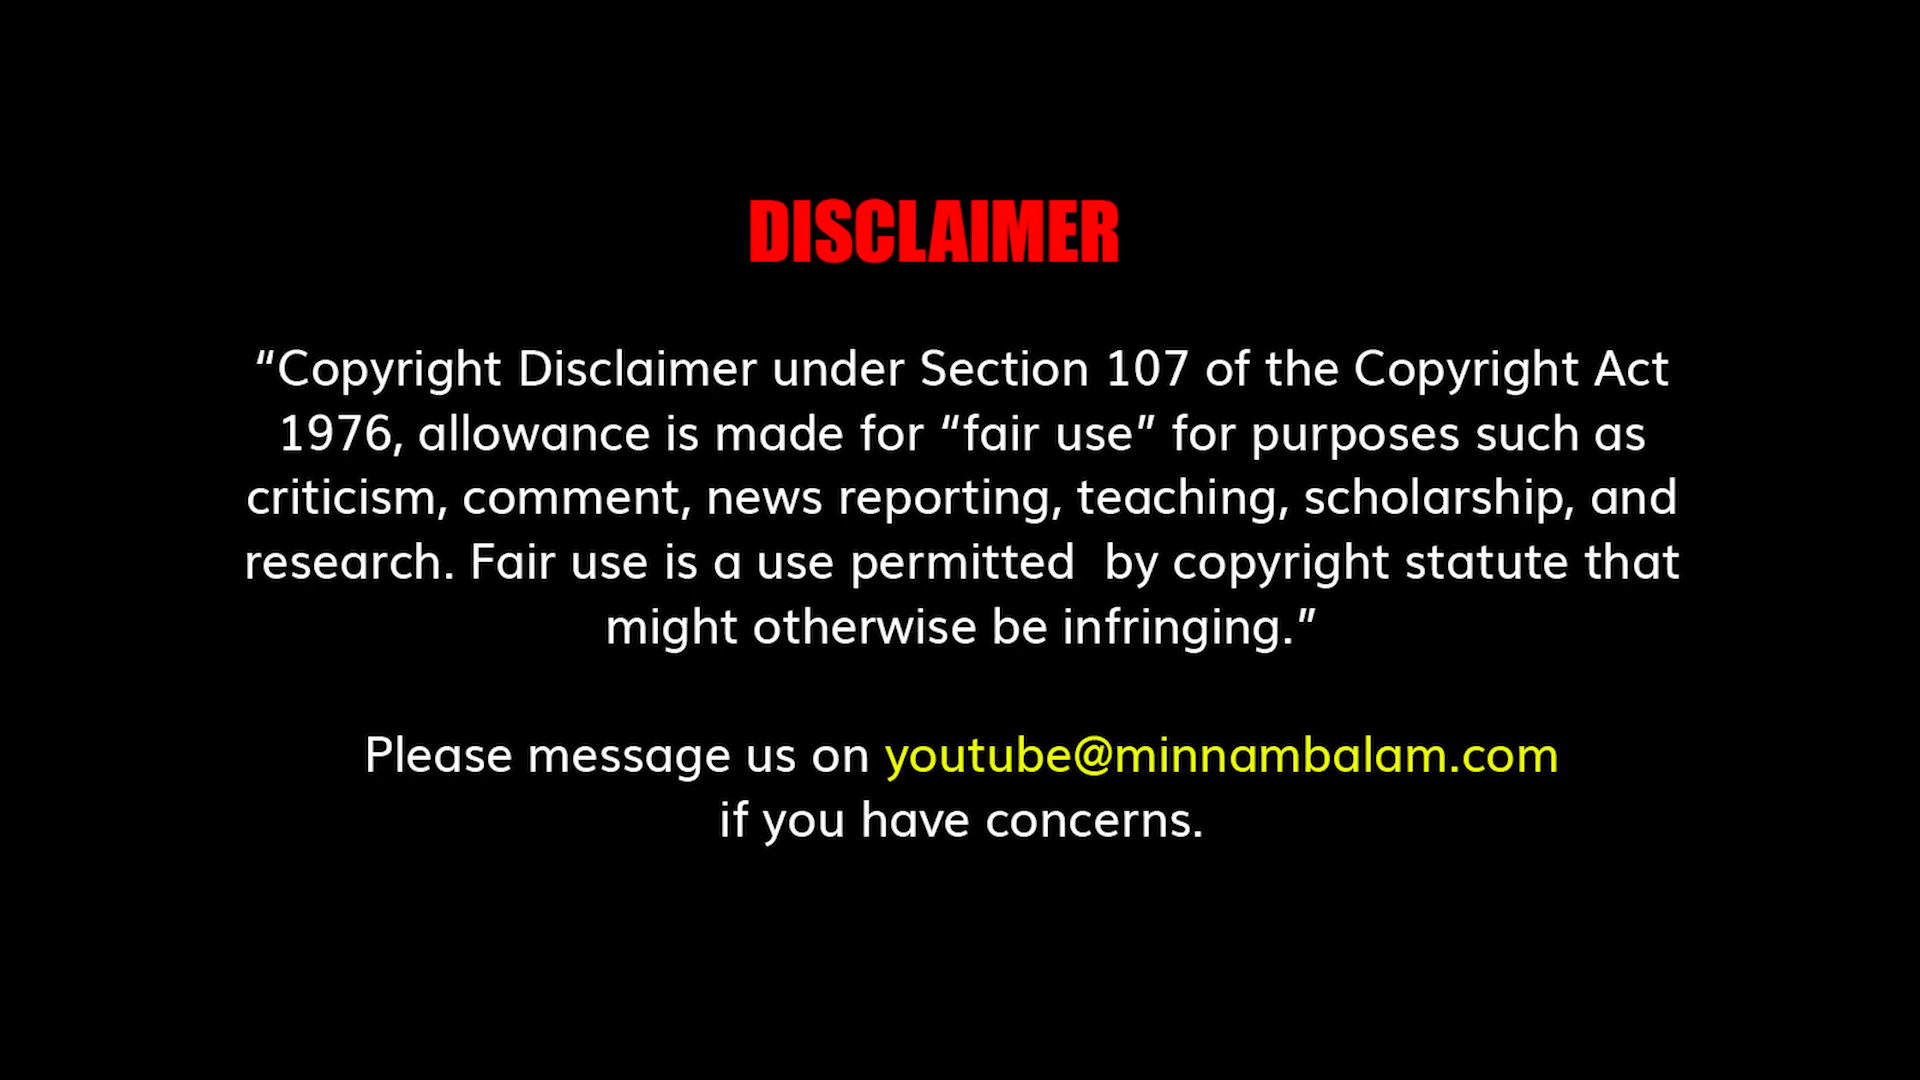 DISCLAIMER
“Copyright Disclaimer under Section 107 of the Copyright Act
1976, allowance is made for “fair use” for purposes such as
criticism, comment, news reporting, teaching, scholarship, and
research. Fair use is a use permitted  by copyright statute that
might otherwise be infringing.”
Please message us on youtube@minnambalam.com
if you have concerns.